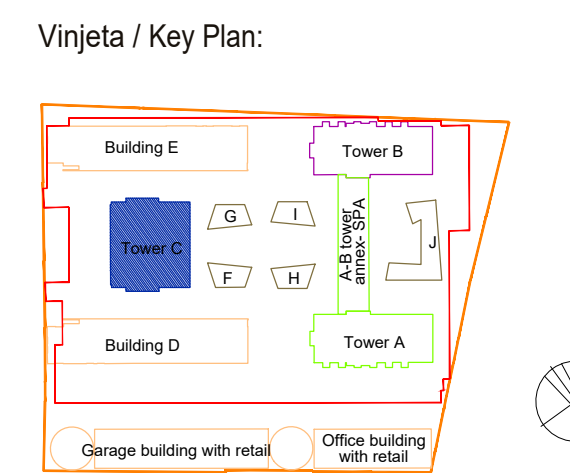 Vinjeta / Key Plan:
Building E
Tower B
G
I
A-B tower
annex- SPA
J
Tower C
F
H
Building D
Tower A
Garage building with retail
Office building
with retail